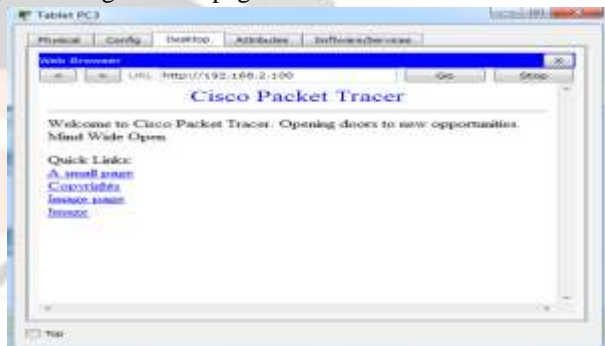 Tablet PC3
Physical Config Desktop Attributes Software/Services
Web Browser
< > URL http://192.168.2.100 Go Stop
Cisco Packet Tracer
Welcome to Cisco Packet Tracer. Opening doors to new opportunities.
Mind Wide Open.
Quick Links:
A small page
Copyrights
Image page
Image
Top